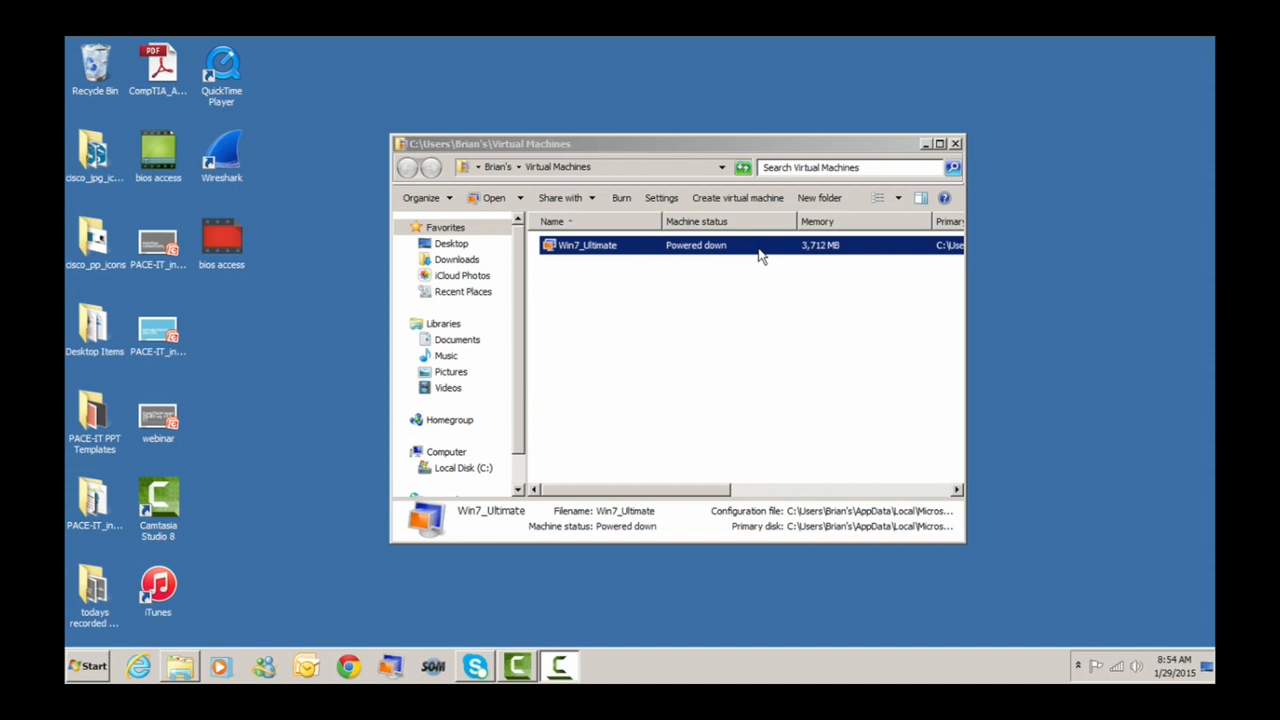 Recycle Bin
CompTIA_A...
QuickTime
Player
cisco_jpg_ic...
bios access
Wireshark
cisco_pp_icons
PACE-IT_in...
bios access
Desktop Items
PACE-IT_in...
PACE-IT PPT
Templates
webinar
PACE-IT_in...
Camtasia
Studio 8
todays
recorded ...
iTunes
C:\Users\Brian's\Virtual Machines
Brian's Virtual Machines
Search Virtual Machines
Organize Open Share with Burn Settings Create virtual machine New folder
Favorites
Desktop
Downloads
iCloud Photos
Recent Places
Libraries
Documents
Music
Pictures
Videos
Homegroup
Computer
Local Disk (C:)
Name Machine status Memory Primary
Win7_Ultimate Powered down 3,712 MB C:\Use
Win7_Ultimate Filename: Win7_Ultimate Configuration file: C:\Users\Brian's\AppData\Local\Micros...
Machine status: Powered down Primary disk: C:\Users\Brian's\AppData\Local\Micros...
PDF
Start
SOM
8:54 AM
1/29/2015